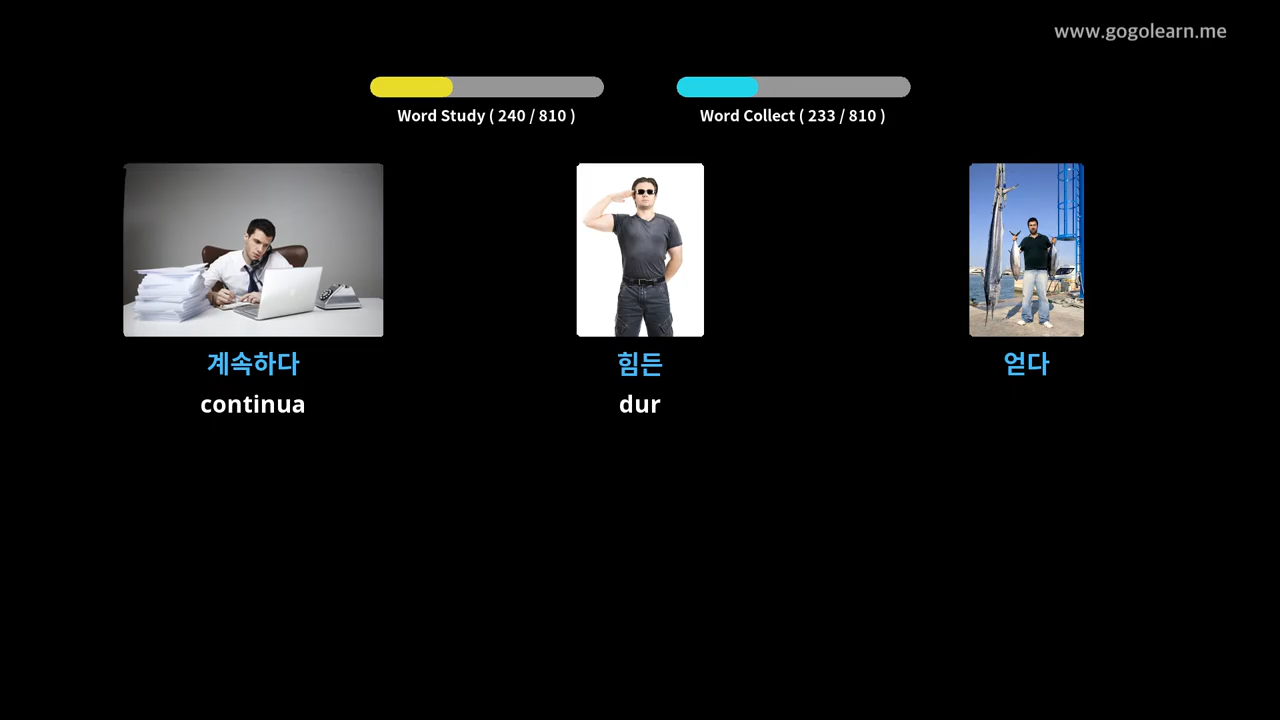 www.gogolearn.me
Word Study ( 240 / 810 )
Word Collect ( 233 / 810 )
계속하다
힘든
얻다
continua
dur